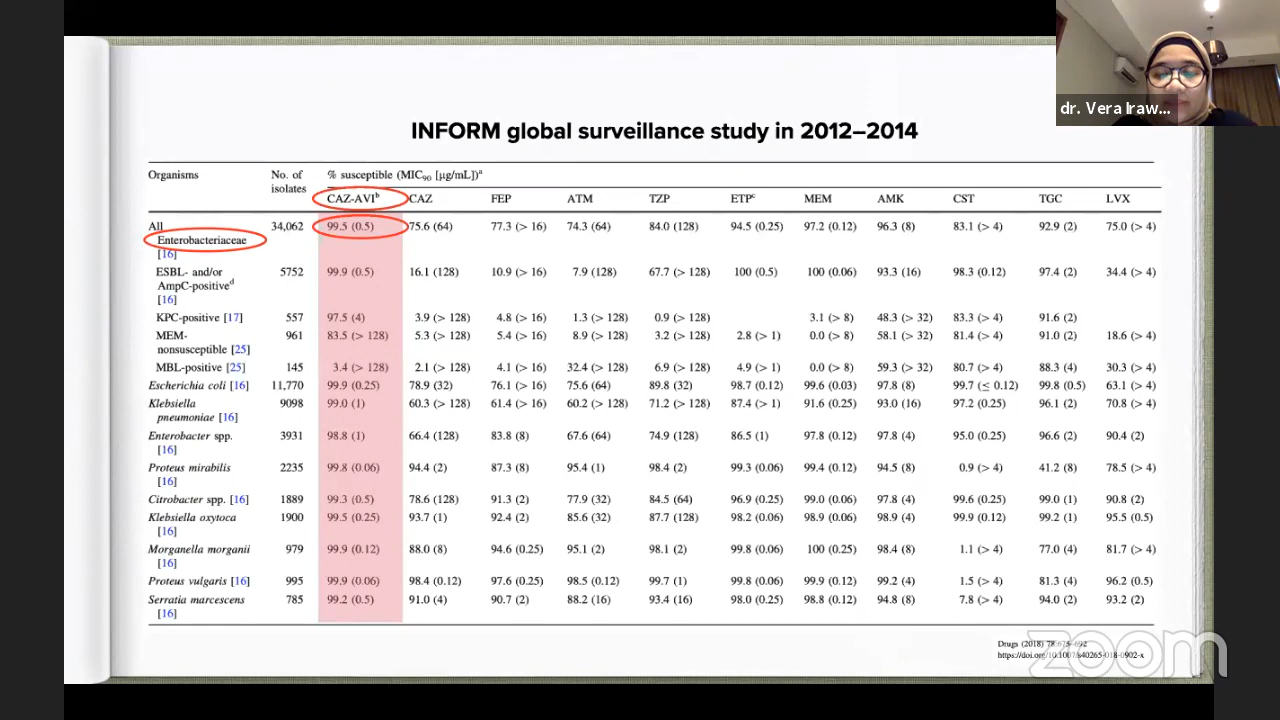 dr. Vera Iraw...
INFORM global surveillance study in 2012–2014
Organisms No. of isolates % susceptible (MIC90 [μg/mL])a
CAZ-AVIb CAZ FEP ATM TZP ETPc MEM AMK CST TGC LVX
All Enterobacteriaceae [16] 34,062 99.5 (0.5) 75.6 (64) 77.3 (> 16) 74.3 (64) 84.0 (128) 94.5 (0.25) 97.2 (0.12) 96.3 (8) 83.1 (> 4) 92.9 (2) 75.0 (> 4)
ESBL- and/or AmpC-positived [16] 5752 99.9 (0.5) 16.1 (128) 10.9 (> 16) 7.9 (128) 67.7 (> 128) 100 (0.5) 100 (0.06) 93.3 (16) 98.3 (0.12) 97.4 (2) 34.4 (> 4)
KPC-positive [17] 557 97.5 (4) 3.9 (> 128) 4.8 (> 16) 1.3 (> 128) 0.9 (> 128) 3.1 (> 8) 48.3 (> 32) 83.3 (> 4) 91.6 (2)
MEM-nonsusceptible [25] 961 83.5 (> 128) 5.3 (> 128) 5.4 (> 16) 8.9 (> 128) 3.2 (> 128) 2.8 (> 1) 0.0 (> 8) 58.1 (> 32) 81.4 (> 4) 91.0 (2) 18.6 (> 4)
MBL-positive [25] 145 3.4 (> 128) 2.1 (> 128) 4.1 (> 16) 32.4 (> 128) 6.9 (> 128) 4.9 (> 1) 0.0 (> 8) 59.3 (> 32) 80.7 (> 4) 88.3 (4) 30.3 (> 4)
Escherichia coli [16] 11,770 99.9 (0.25) 78.9 (32) 76.1 (> 16) 75.6 (64) 89.8 (32) 98.7 (0.12) 99.6 (0.03) 97.8 (8) 99.7 (≤ 0.12) 99.8 (0.5) 63.1 (> 4)
Klebsiella pneumoniae [16] 9098 99.0 (1) 60.3 (> 128) 61.4 (> 16) 60.2 (> 128) 71.2 (> 128) 87.4 (> 1) 91.6 (0.25) 93.0 (16) 97.2 (0.25) 96.1 (2) 70.8 (> 4)
Enterobacter spp. [16] 3931 98.8 (1) 66.4 (128) 83.8 (8) 67.6 (64) 74.9 (128) 86.5 (1) 97.8 (0.12) 97.8 (4) 95.0 (0.25) 96.6 (2) 90.4 (2)
Proteus mirabilis [16] 2235 99.8 (0.06) 94.4 (2) 87.3 (8) 95.4 (1) 98.4 (2) 99.3 (0.06) 99.4 (0.12) 94.5 (8) 0.9 (> 4) 41.2 (8) 78.5 (> 4)
Citrobacter spp. [16] 1889 99.3 (0.5) 78.6 (128) 91.3 (2) 77.9 (32) 84.5 (64) 96.9 (0.25) 99.0 (0.06) 97.8 (4) 99.6 (0.25) 99.0 (1) 90.8 (2)
Klebsiella oxytoca [16] 1900 99.5 (0.25) 93.7 (1) 92.4 (2) 85.6 (32) 87.7 (128) 98.2 (0.06) 98.9 (0.06) 98.9 (4) 99.9 (0.12) 99.2 (1) 95.5 (0.5)
Morganella morganii [16] 979 99.9 (0.12) 88.0 (8) 94.6 (0.25) 95.1 (2) 98.1 (2) 99.8 (0.06) 100 (0.25) 98.4 (8) 1.1 (> 4) 77.0 (4) 81.7 (> 4)
Proteus vulgaris [16] 995 99.9 (0.06) 98.4 (0.12) 97.6 (0.25) 98.5 (0.12) 99.7 (1) 99.8 (0.06) 99.9 (0.12) 99.2 (4) 1.5 (> 4) 81.3 (4) 96.2 (0.5)
Serratia marcescens [16] 785 99.2 (0.5) 91.0 (4) 90.7 (2) 88.2 (16) 93.4 (16) 98.0 (0.25) 98.8 (0.12) 94.8 (8) 7.8 (> 4) 94.0 (2) 93.2 (2)
Drugs (2018) 78:675–692
https://doi.org/10.1007/s40265-018-0902-x
zoom